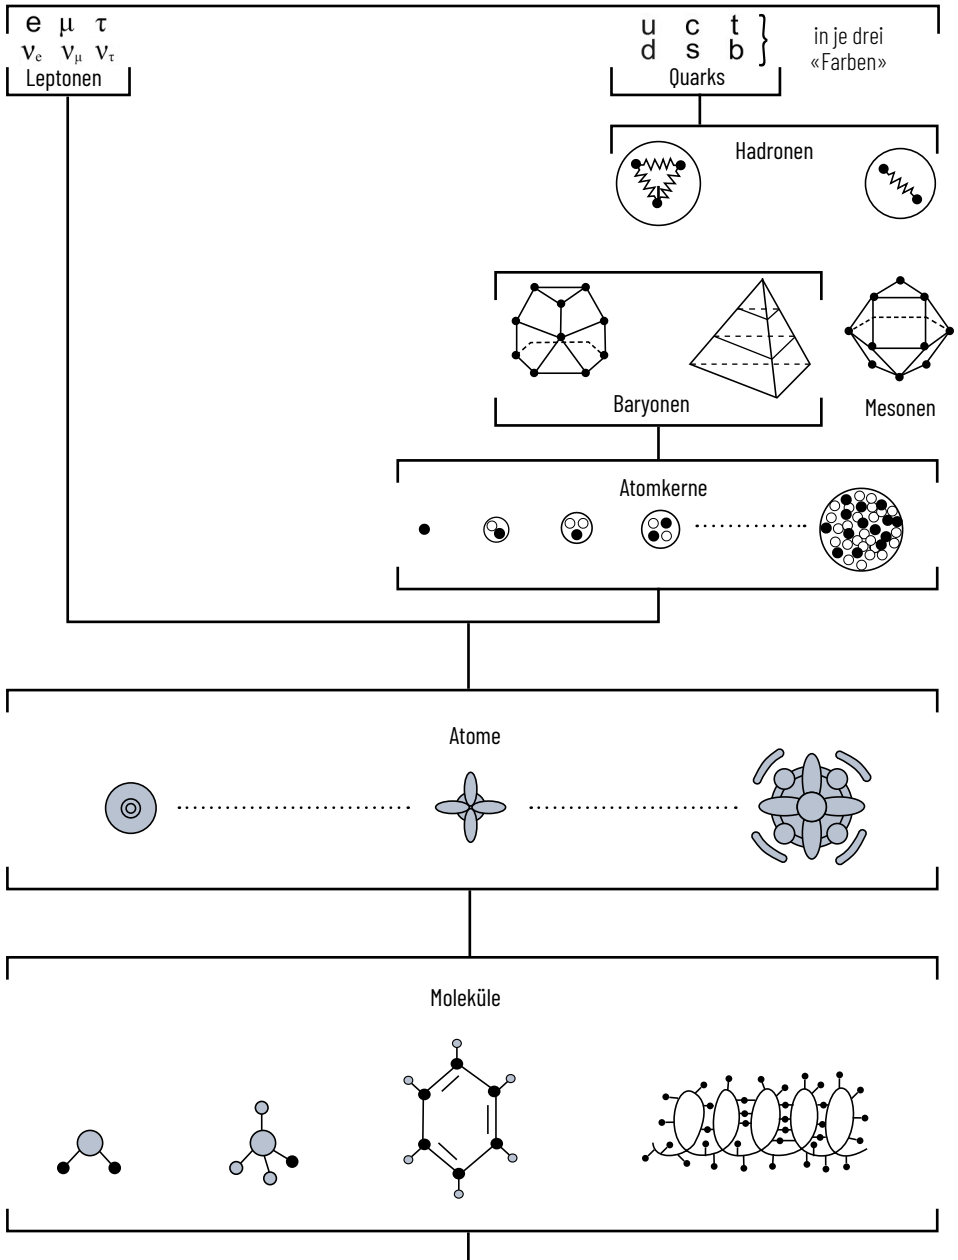 e μ τ
νe νμ ντ
Leptonen
u c t
d s b
}
Quarks
in je drei
«Farben»
Hadronen
Baryonen
Mesonen
Atomkerne
Atome
Moleküle